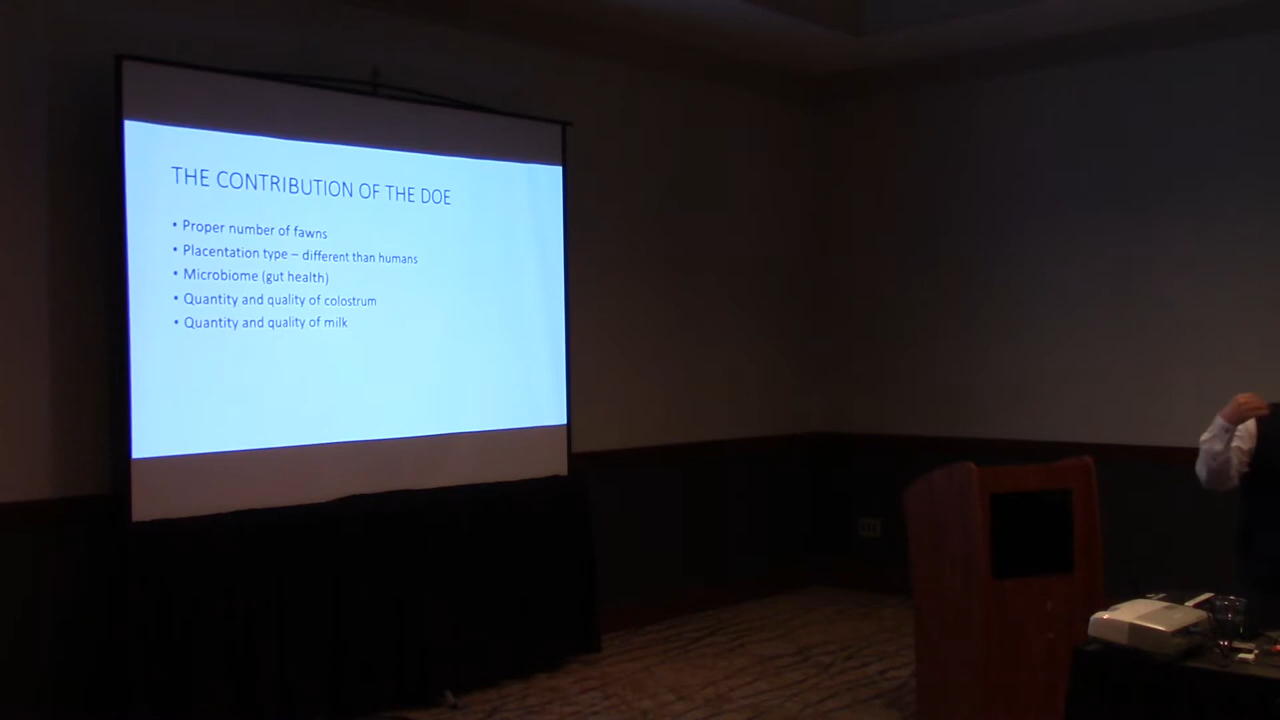 THE CONTRIBUTION OF THE DOE
• Proper number of fawns
• Placentation type – different than humans
• Microbiome (gut health)
• Quantity and quality of colostrum
• Quantity and quality of milk